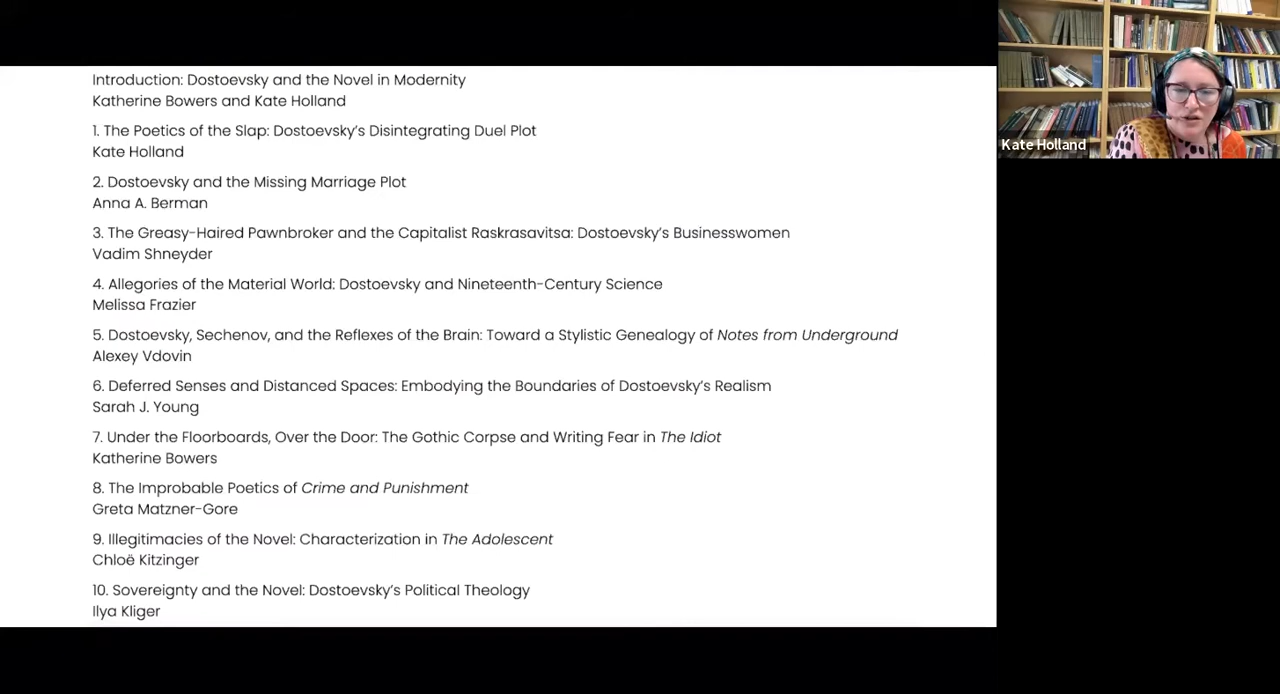 Introduction: Dostoevsky and the Novel in Modernity
Katherine Bowers and Kate Holland
1. The Poetics of the Slap: Dostoevsky's Disintegrating Duel Plot
Kate Holland
2. Dostoevsky and the Missing Marriage Plot
Anna A. Berman
3. The Greasy-Haired Pawnbroker and the Capitalist Raskrasavitsa: Dostoevsky's Businesswomen
Vadim Shneyder
4. Allegories of the Material World: Dostoevsky and Nineteenth-Century Science
Melissa Frazier
5. Dostoevsky, Sechenov, and the Reflexes of the Brain: Toward a Stylistic Genealogy of Notes from Underground
Alexey Vdovin
6. Deferred Senses and Distanced Spaces: Embodying the Boundaries of Dostoevsky's Realism
Sarah J. Young
7. Under the Floorboards, Over the Door: The Gothic Corpse and Writing Fear in The Idiot
Katherine Bowers
8. The Improbable Poetics of Crime and Punishment
Greta Matzner-Gore
9. Illegitimacies of the Novel: Characterization in The Adolescent
Chloë Kitzinger
10. Sovereignty and the Novel: Dostoevsky's Political Theology
Ilya Kliger
Kate Holland